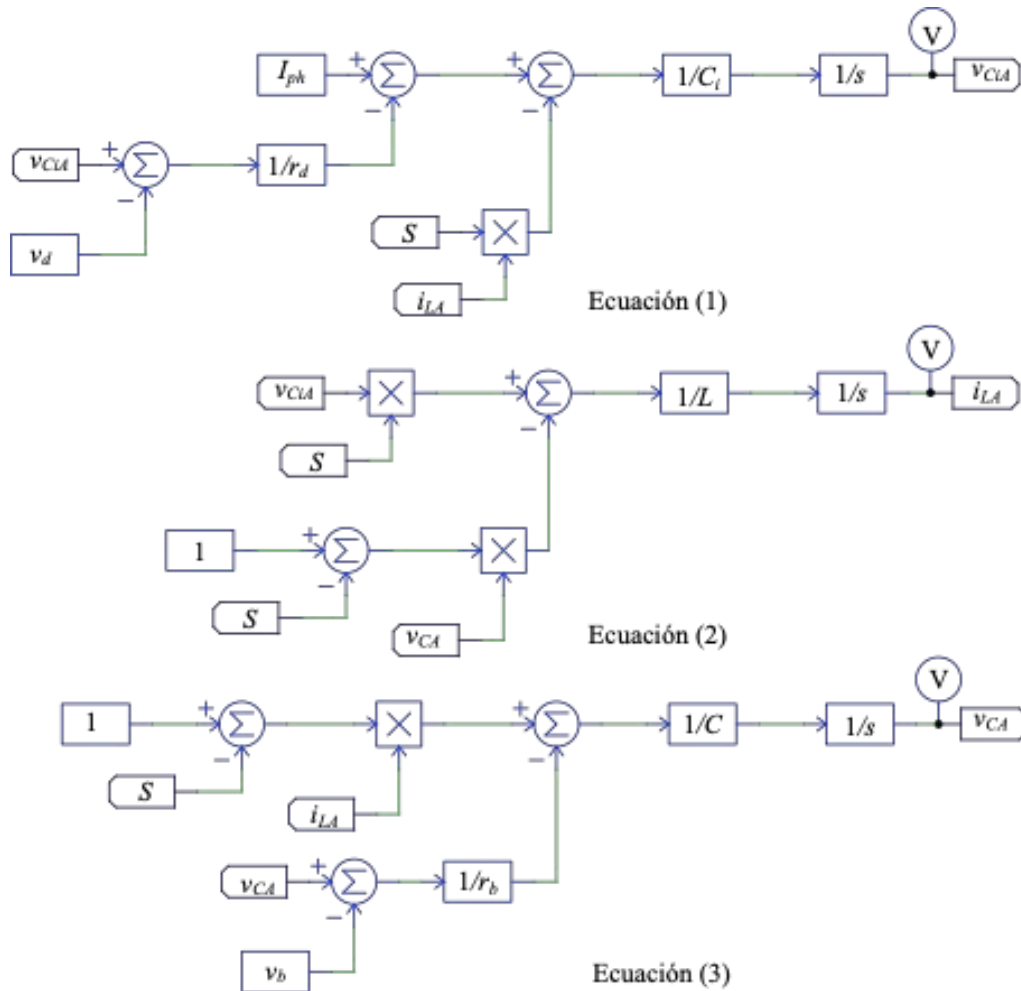 V
I_ph + Σ − + Σ − 1/C_i 1/s v_CiA
v_CiA + Σ − 1/r_d
v_d
S ×
i_LA
Ecuación (1)
V
v_CiA × + Σ − 1/L 1/s i_LA
S
1 + Σ − ×
S
v_CA
Ecuación (2)
V
1 + Σ − × + Σ − 1/C 1/s v_CA
S
i_LA
v_CA + Σ − 1/r_b
v_b
Ecuación (3)